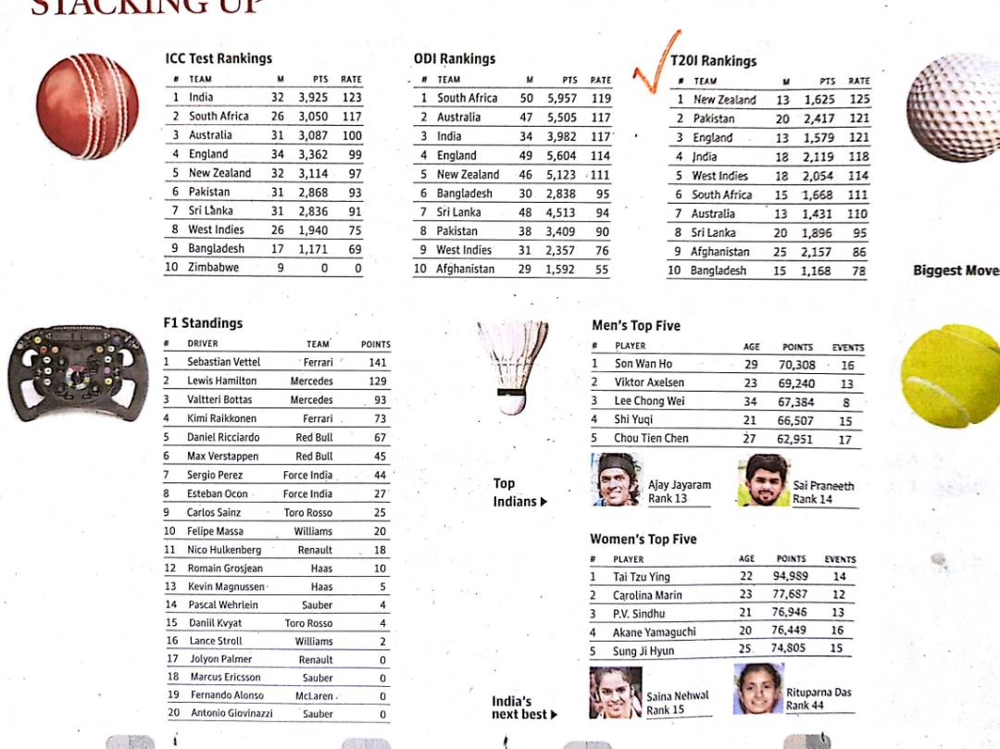 STACKING UP
ICC Test Rankings
# TEAM M PTS RATE
1 India 32 3,925 123
2 South Africa 26 3,050 117
3 Australia 31 3,087 100
4 England 34 3,362 99
5 New Zealand 32 3,114 97
6 Pakistan 31 2,868 93
7 Sri Lanka 31 2,836 91
8 West Indies 26 1,940 75
9 Bangladesh 17 1,171 69
10 Zimbabwe 9 0 0
ODI Rankings
# TEAM M PTS RATE
1 South Africa 50 5,957 119
2 Australia 47 5,505 117
3 India 34 3,982 117
4 England 49 5,604 114
5 New Zealand 46 5,123 111
6 Bangladesh 30 2,838 95
7 Sri Lanka 48 4,513 94
8 Pakistan 38 3,409 90
9 West Indies 31 2,357 76
10 Afghanistan 29 1,592 55
T20I Rankings
# TEAM M PTS RATE
1 New Zealand 13 1,625 125
2 Pakistan 20 2,417 121
3 England 13 1,579 121
4 India 18 2,119 118
5 West Indies 18 2,054 114
6 South Africa 15 1,668 111
7 Australia 13 1,431 110
8 Sri Lanka 20 1,896 95
9 Afghanistan 25 2,157 86
10 Bangladesh 15 1,168 78
Biggest Move
F1 Standings
# DRIVER TEAM POINTS
1 Sebastian Vettel Ferrari 141
2 Lewis Hamilton Mercedes 129
3 Valtteri Bottas Mercedes 93
4 Kimi Raikkonen Ferrari 73
5 Daniel Ricciardo Red Bull 67
6 Max Verstappen Red Bull 45
7 Sergio Perez Force India 44
8 Esteban Ocon Force India 27
9 Carlos Sainz Toro Rosso 25
10 Felipe Massa Williams 20
11 Nico Hulkenberg Renault 18
12 Romain Grosjean Haas 10
13 Kevin Magnussen Haas 5
14 Pascal Wehrlein Sauber 4
15 Daniil Kvyat Toro Rosso 4
16 Lance Stroll Williams 2
17 Jolyon Palmer Renault 0
18 Marcus Ericsson Sauber 0
19 Fernando Alonso McLaren 0
20 Antonio Giovinazzi Sauber 0
Men's Top Five
# PLAYER AGE POINTS EVENTS
1 Son Wan Ho 29 70,308 16
2 Viktor Axelsen 23 69,240 13
3 Lee Chong Wei 34 67,384 8
4 Shi Yuqi 21 66,507 15
5 Chou Tien Chen 27 62,951 17
Top
Indians
Ajay Jayaram
Rank 13
Sai Praneeth
Rank 14
Women's Top Five
# PLAYER AGE POINTS EVENTS
1 Tai Tzu Ying 22 94,989 14
2 Carolina Marin 23 77,687 12
3 P.V. Sindhu 21 76,946 13
4 Akane Yamaguchi 20 76,449 16
5 Sung Ji Hyun 25 74,805 15
India's
next best
Saina Nehwal
Rank 15
Rituparna Das
Rank 44